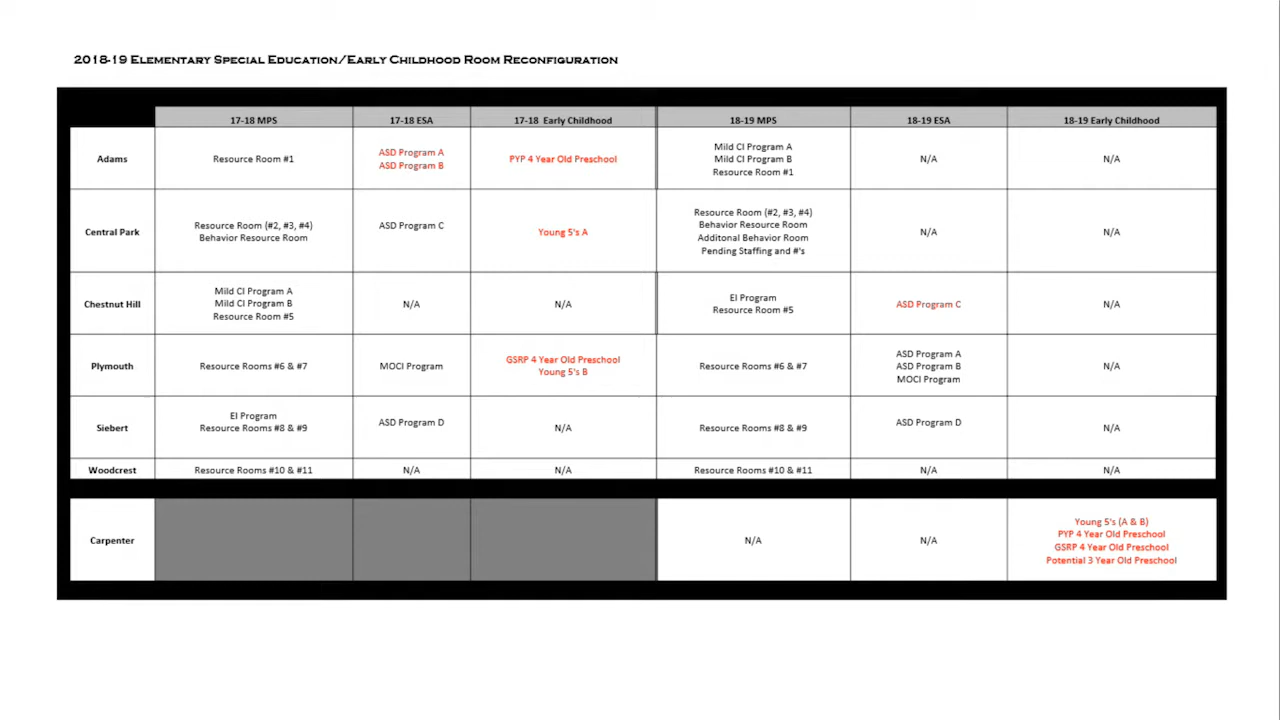 2018-19 Elementary Special Education/Early Childhood Room Reconfiguration
17-18 MPS 17-18 ESA 17-18 Early Childhood 18-19 MPS 18-19 ESA 18-19 Early Childhood
Adams
Resource Room #1
ASD Program A
ASD Program B
PYP 4 Year Old Preschool
Mild CI Program A
Mild CI Program B
Resource Room #1
N/A
N/A
Central Park
Resource Room (#2, #3, #4)
Behavior Resource Room
ASD Program C
Young 5's A
Resource Room (#2, #3, #4)
Behavior Resource Room
Additonal Behavior Room
Pending Staffing and #'s
N/A
N/A
Chestnut Hill
Mild CI Program A
Mild CI Program B
Resource Room #5
N/A
N/A
EI Program
Resource Room #5
ASD Program C
N/A
Plymouth
Resource Rooms #6 & #7
MOCI Program
GSRP 4 Year Old Preschool
Young 5's B
Resource Rooms #6 & #7
ASD Program A
ASD Program B
MOCI Program
N/A
Siebert
EI Program
Resource Rooms #8 & #9
ASD Program D
N/A
Resource Rooms #8 & #9
ASD Program D
N/A
Woodcrest
Resource Rooms #10 & #11
N/A
N/A
Resource Rooms #10 & #11
N/A
N/A
Carpenter
N/A
N/A
Young 5's (A & B)
PYP 4 Year Old Preschool
GSRP 4 Year Old Preschool
Potential 3 Year Old Preschool